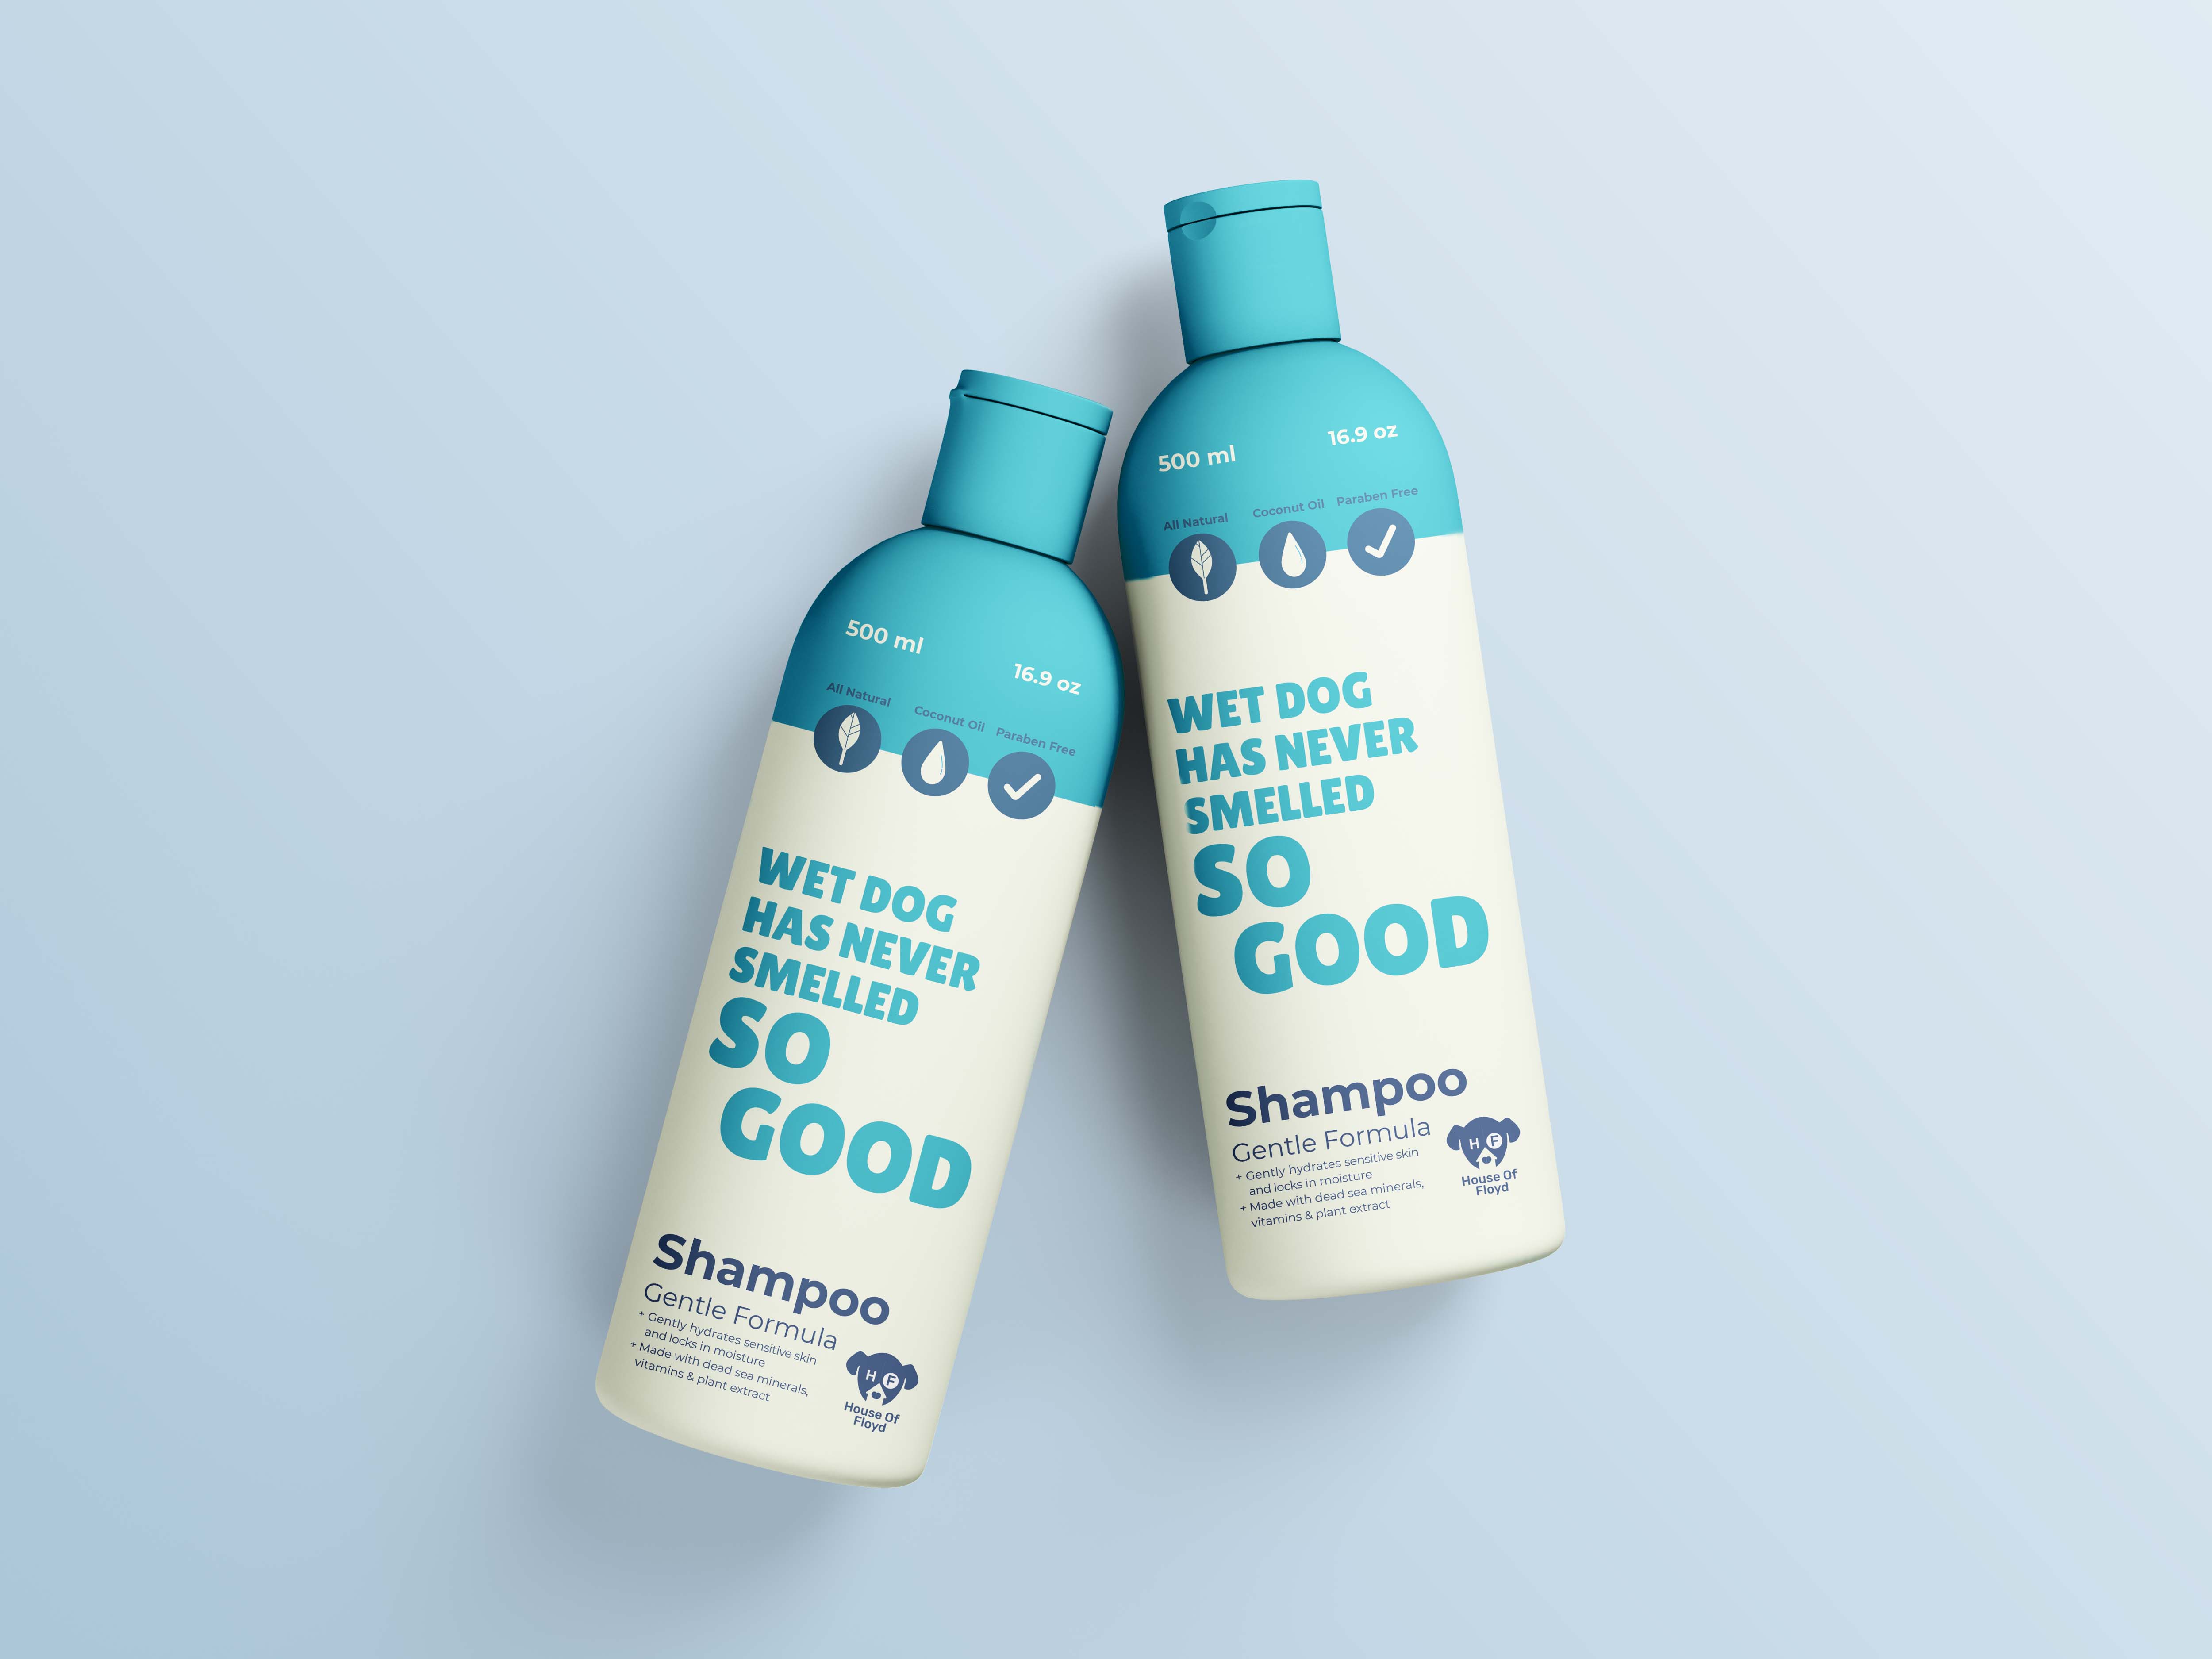 500 ml
16.9 oz
All Natural
Coconut Oil
Paraben Free
WET DOG
HAS NEVER
SMELLED
SO
GOOD
Shampoo
Gentle Formula
+ Gently hydrates sensitive skin
and locks in moisture
+ Made with dead sea minerals,
vitamins & plant extract
H F
House Of
Floyd
500 ml
16.9 oz
All Natural
Coconut Oil
Paraben Free
WET DOG
HAS NEVER
SMELLED
SO
GOOD
Shampoo
Gentle Formula
+ Gently hydrates sensitive skin
and locks in moisture
+ Made with dead sea minerals,
vitamins & plant extract
H F
House Of
Floyd